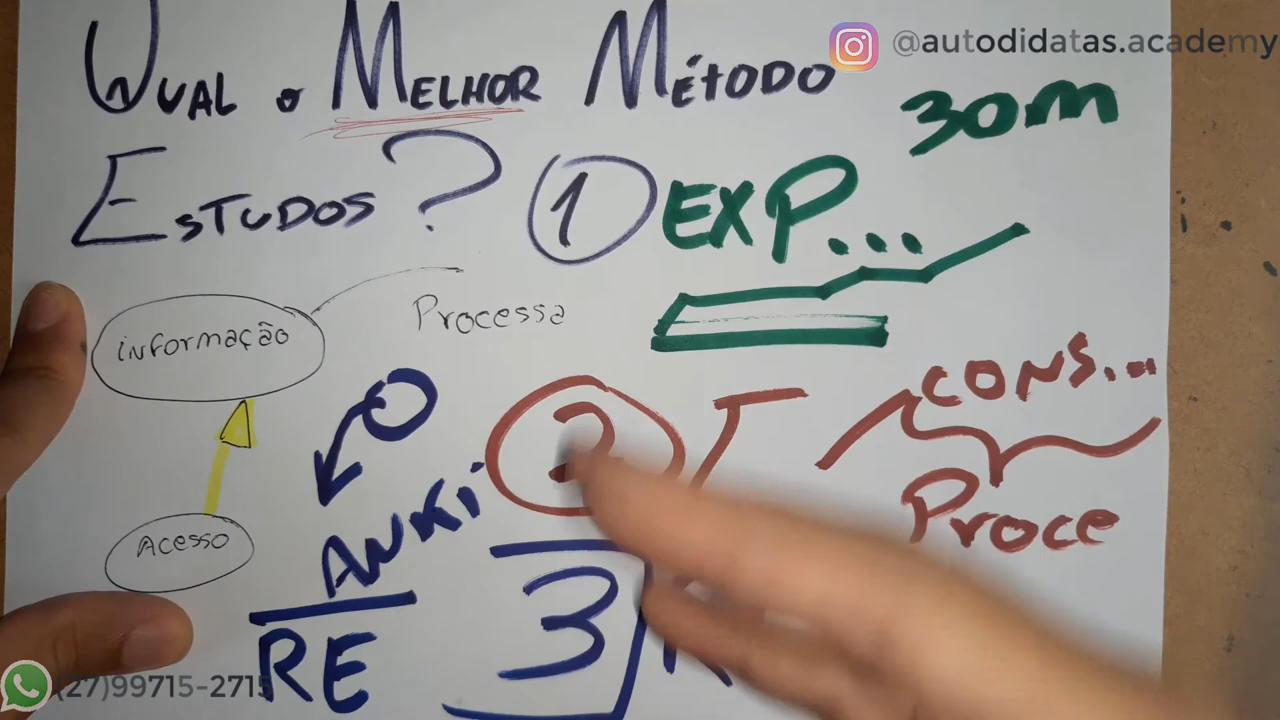 @autodidatas.academy
QUAL o MELHOR MÉTODO
30m
ESTUDOS? 1 EXP...
informação
Processa
CONS...
2
Proce
ANKi
Acesso
3
RE
(27)99715-2715